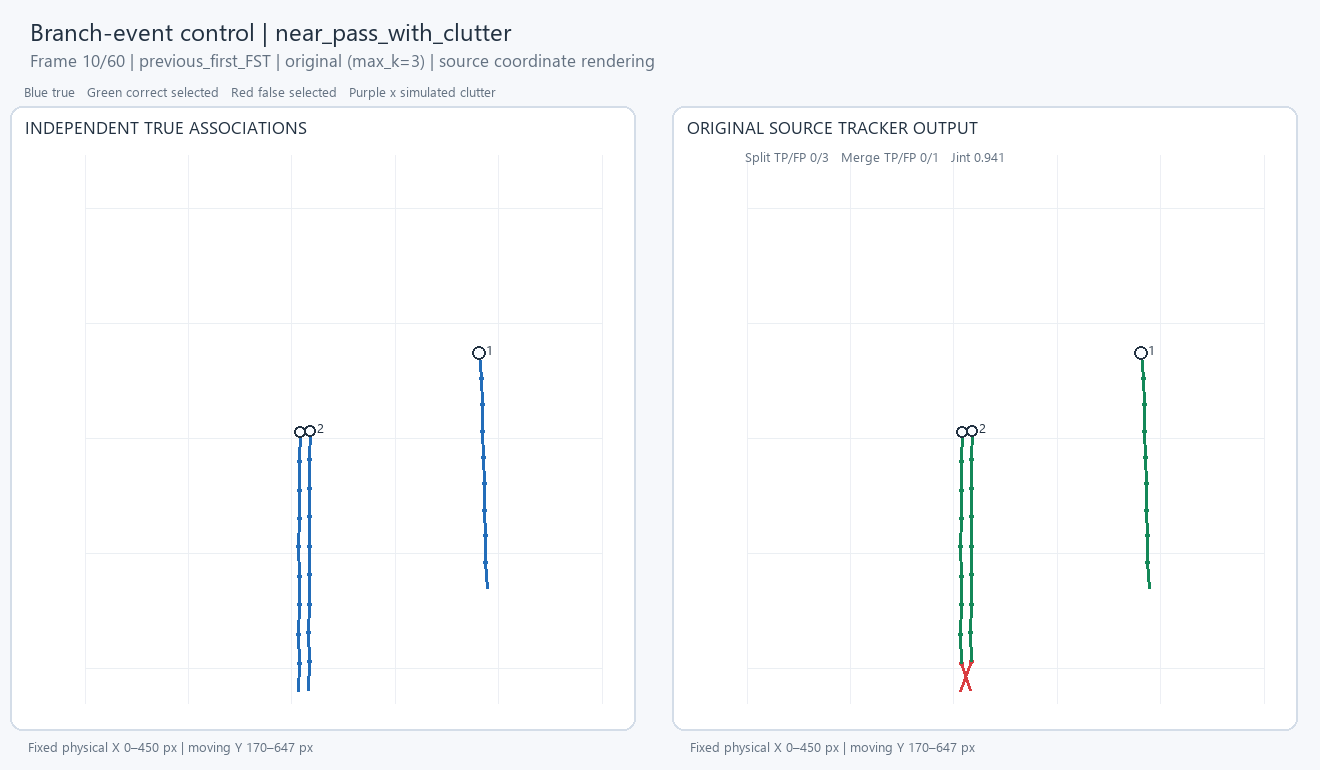 Branch-event control | near_pass_with_clutter
Frame 10/60 | previous_first_FST | original (max_k=3) | source coordinate rendering
Blue true   Green correct selected   Red false selected   Purple x simulated clutter
INDEPENDENT TRUE ASSOCIATIONS
1
2
Fixed physical X 0–450 px | moving Y 170–647 px
ORIGINAL SOURCE TRACKER OUTPUT
Split TP/FP 0/3   Merge TP/FP 0/1   Jint 0.941
1
2
Fixed physical X 0–450 px | moving Y 170–647 px